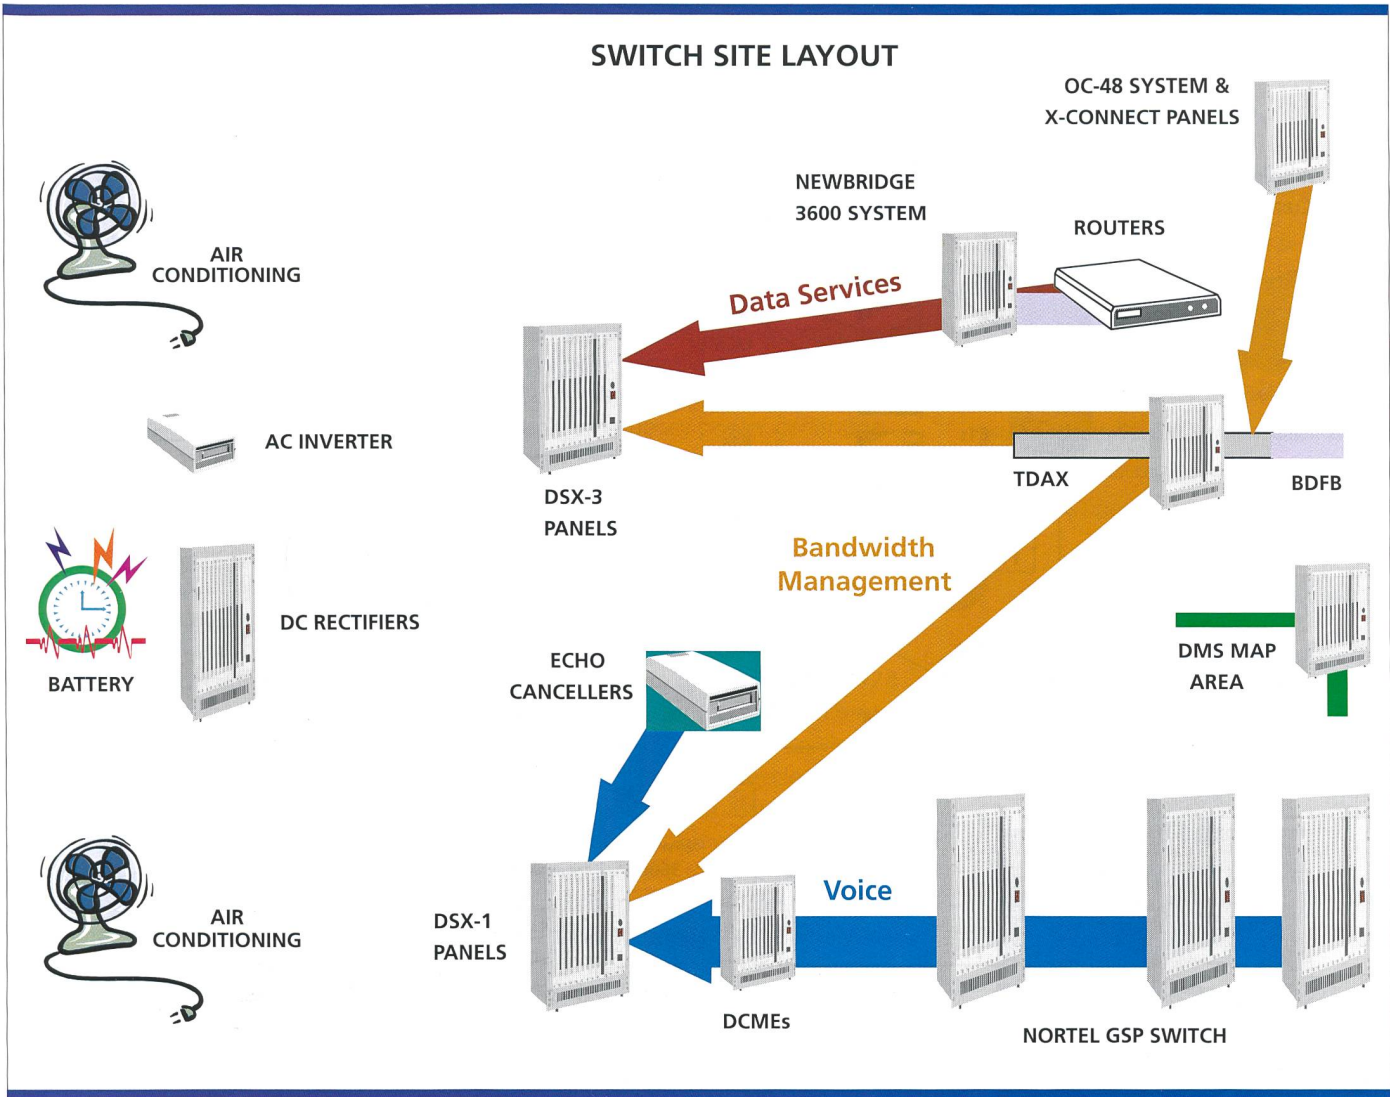 SWITCH SITE LAYOUT
OC-48 SYSTEM &
X-CONNECT PANELS
NEWBRIDGE
3600 SYSTEM
ROUTERS
AIR
CONDITIONING
Data Services
AC INVERTER
TDAX
BDFB
DSX-3
PANELS
Bandwidth
Management
DC RECTIFIERS
BATTERY
ECHO
CANCELLERS
DMS MAP
AREA
Voice
AIR
CONDITIONING
DSX-1
PANELS
DCMEs
NORTEL GSP SWITCH